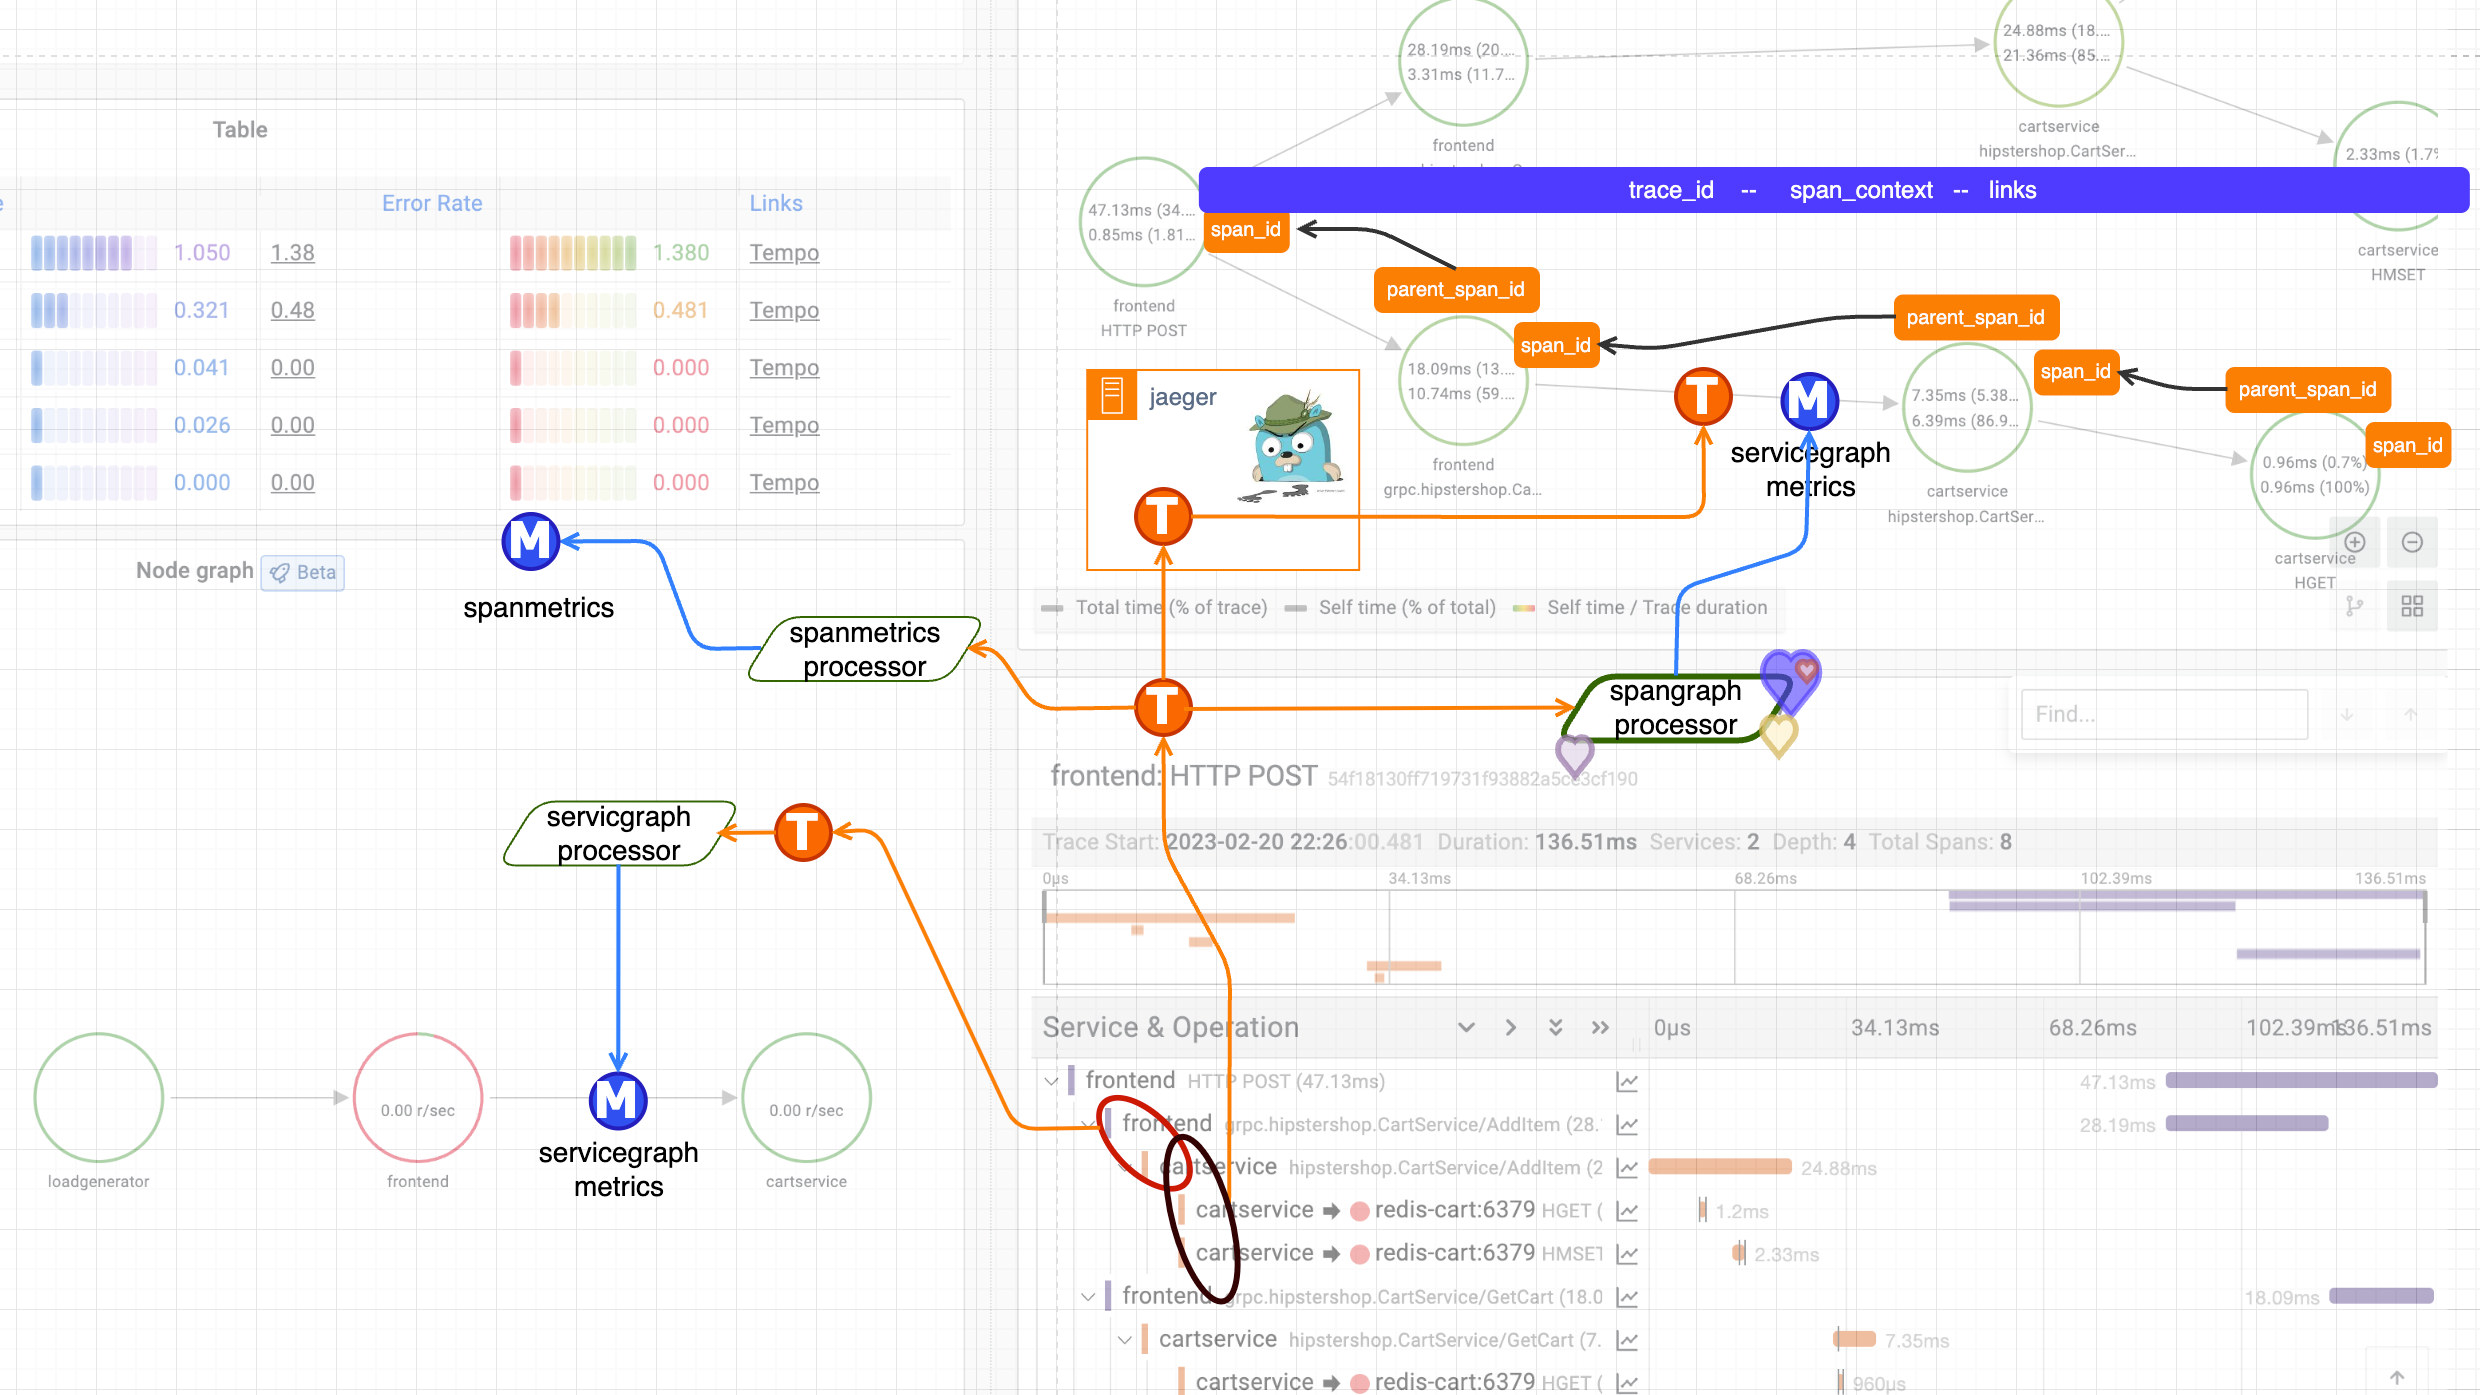 Table
Error Rate
Links
1.050
1.38
1.380
Tempo
0.321
0.48
0.481
Tempo
0.041
0.00
0.000
Tempo
0.026
0.00
0.000
Tempo
0.000
0.00
0.000
Tempo
Node graph
Beta
M
spanmetrics
spanmetrics
processor
servicgraph
processor
T
loadgenerator
0.00 r/sec
frontend
M
servicegraph
metrics
0.00 r/sec
cartservice
28.19ms (20....
3.31ms (11.7...
frontend
24.88ms (18....
21.36ms (85....
cartservice
hipstershop.CartSer...
2.33ms (1.7%
cartservice
HMSET
trace_id -- span_context -- links
47.13ms (34....
0.85ms (1.81...
frontend
HTTP POST
span_id
parent_span_id
span_id
parent_span_id
span_id
parent_span_id
span_id
18.09ms (13....
10.74ms (59....
frontend
grpc.hipstershop.Ca...
jaeger
T
T
M
servicegraph
metrics
7.35ms (5.38...
6.39ms (86.9...
cartservice
hipstershop.CartSer...
0.96ms (0.7%)
0.96ms (100%)
cartservice
HGET
Total time (% of trace)
Self time (% of total)
Self time / Trace duration
T
spangraph
processor
Find...
frontend: HTTP POST 54f18130ff719731f93882a5ce3cf190
Trace Start: 2023-02-20 22:26:00.481 Duration: 136.51ms Services: 2 Depth: 4 Total Spans: 8
0µs 34.13ms 68.26ms 102.39ms 136.51ms
Service & Operation 0µs 34.13ms 68.26ms 102.39ms 136.51ms
frontend HTTP POST (47.13ms) 47.13ms
frontend grpc.hipstershop.CartService/AddItem (28. 28.19ms
cartservice hipstershop.CartService/AddItem (2 24.88ms
cartservice redis-cart:6379 HGET ( 1.2ms
cartservice redis-cart:6379 HMSET 2.33ms
frontend grpc.hipstershop.CartService/GetCart (18.0 18.09ms
cartservice hipstershop.CartService/GetCart (7. 7.35ms
cartservice redis-cart:6379 HGET ( 960µs